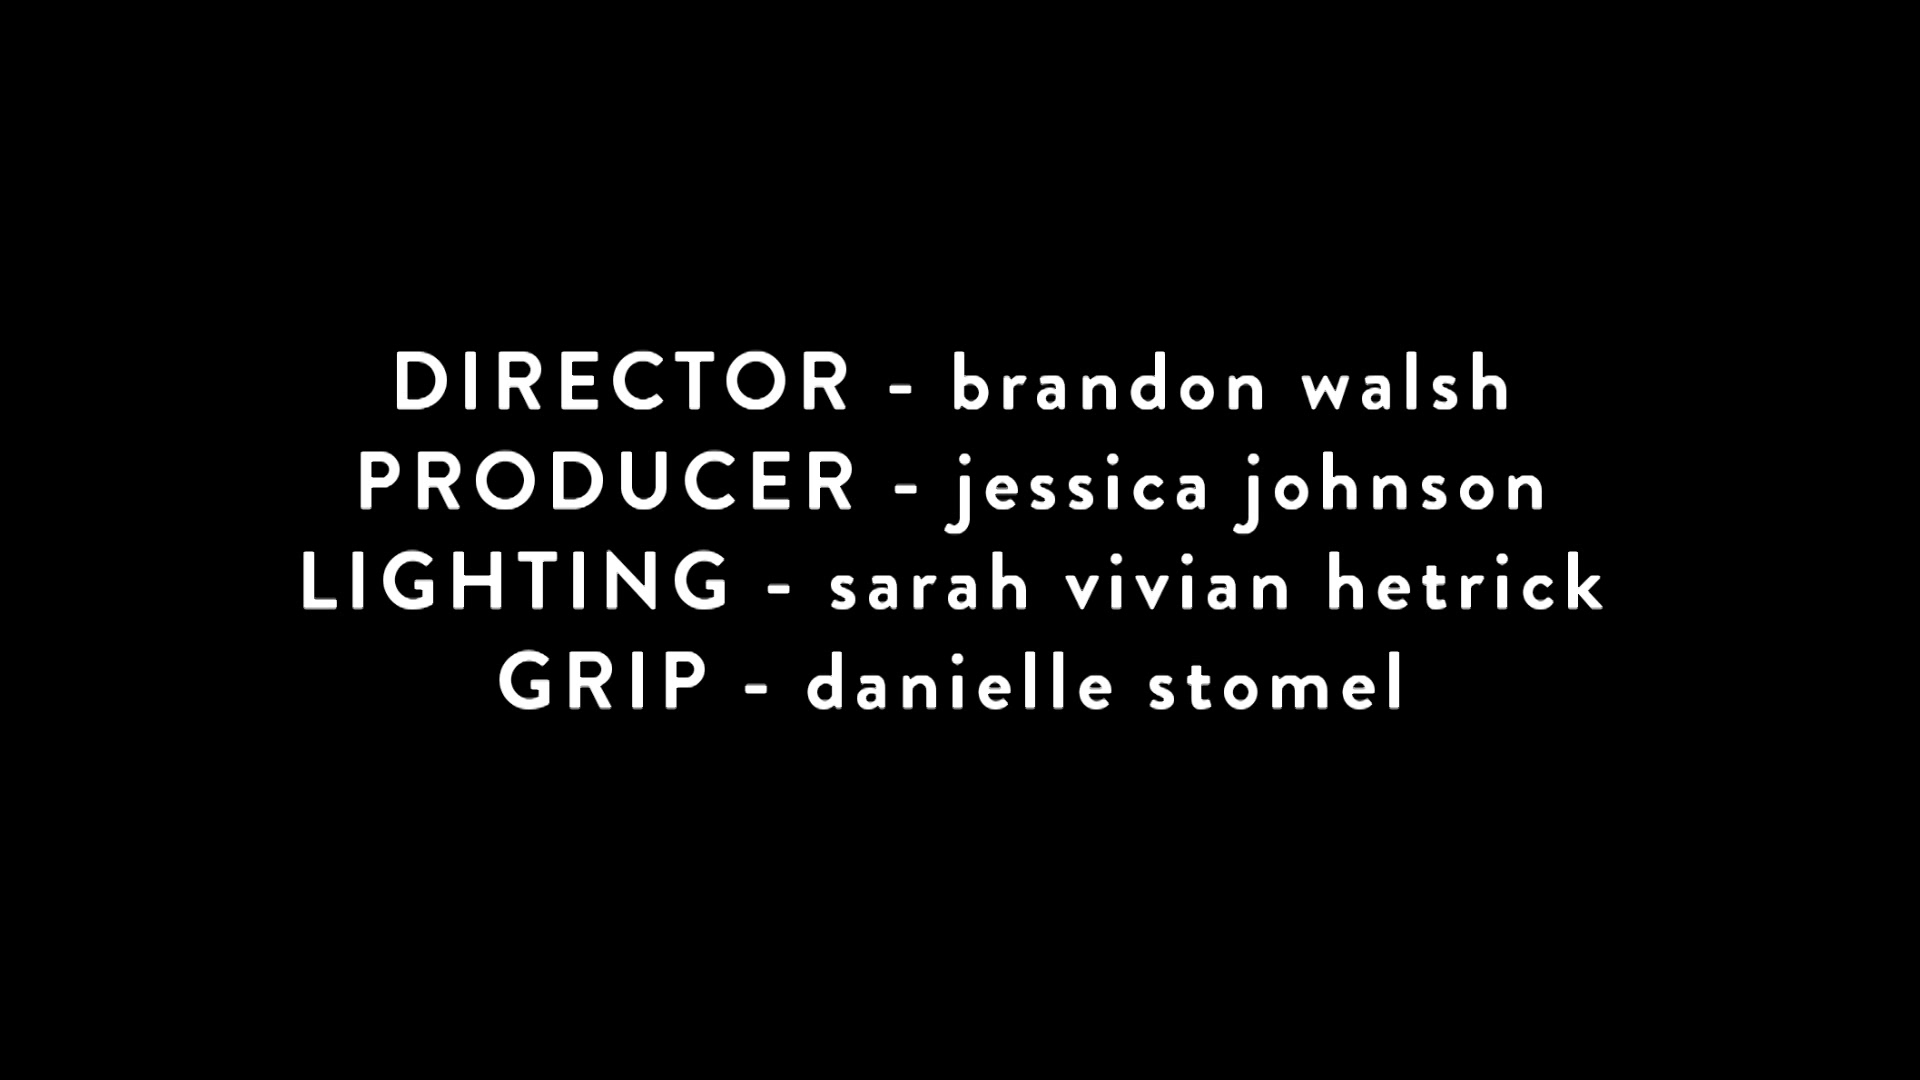 DIRECTOR - brandon walsh
PRODUCER - jessica johnson
LIGHTING - sarah vivian hetrick
GRIP - danielle stomel